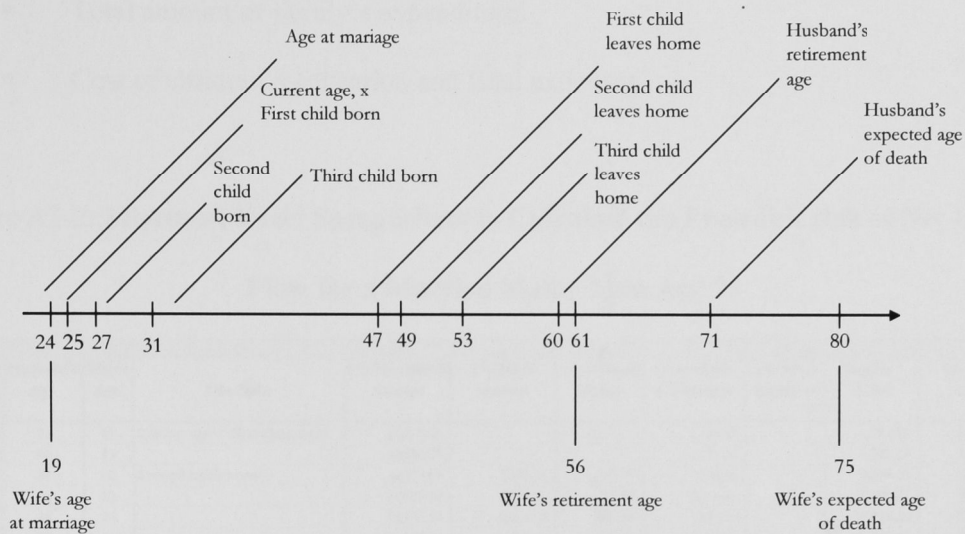 Age at mariage
Current age, x
First child born
Second
child
born
Third child born
First child
leaves home
Second child
leaves home
Third child
leaves
home
Husband's
retirement
age
Husband's
expected age
of death
24 25 27 31 47 49 53 60 61 71 80
19 56 75
Wife's age
at marriage
Wife's retirement age
Wife's expected age
of death